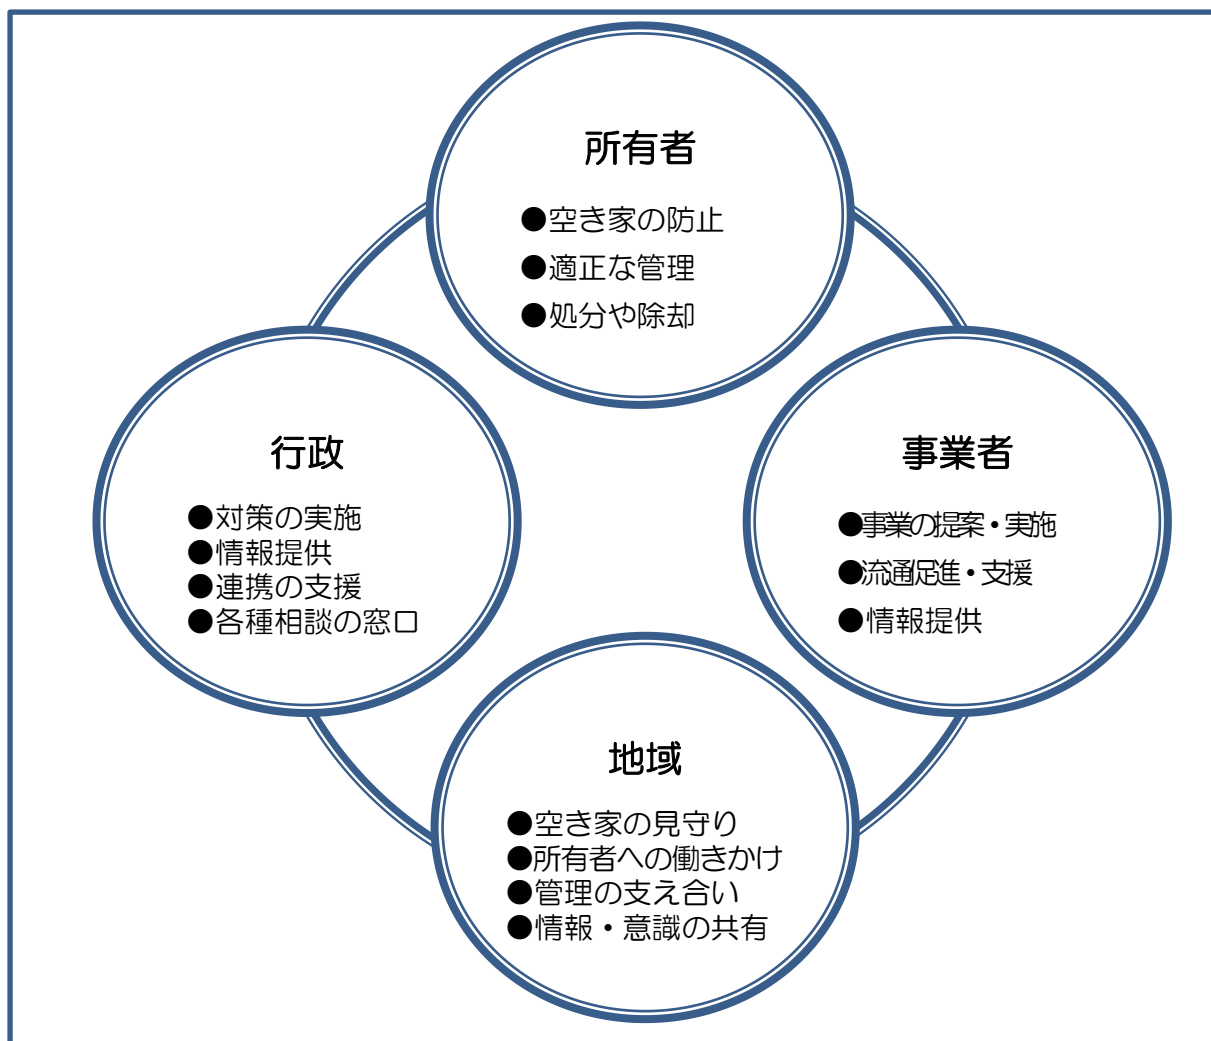 所有者
●空き家の防止
●適正な管理
●処分や除却
行政
●対策の実施
●情報提供
●連携の支援
●各種相談の窓口
事業者
●事業の提案・実施
●流通促進・支援
●情報提供
地域
●空き家の見守り
●所有者への働きかけ
●管理の支え合い
●情報・意識の共有